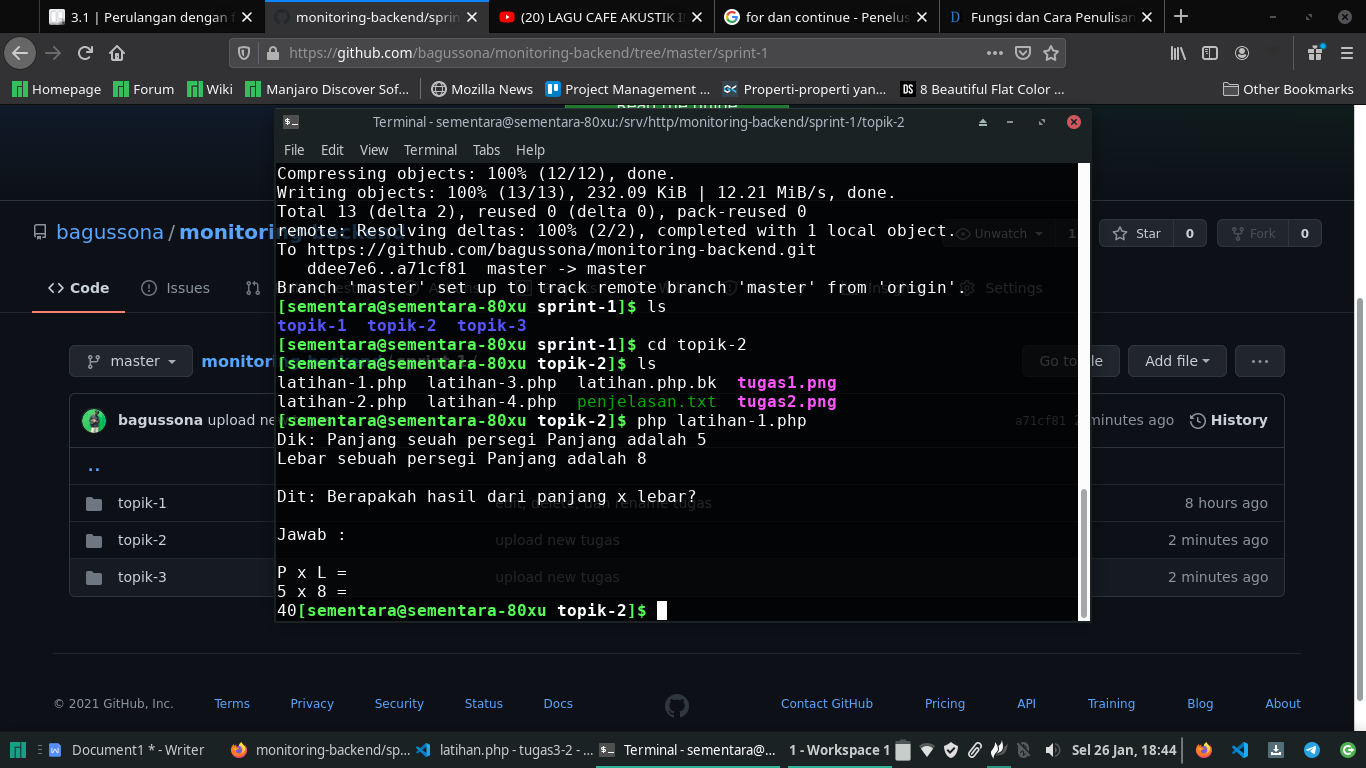 3.1 | Perulangan dengan f
monitoring-backend/sprin
(20) LAGU CAFE AKUSTIK I
for dan continue - Penelus
Fungsi dan Cara Penulisan
https://github.com/bagussona/monitoring-backend/tree/master/sprint-1
Homepage Forum Wiki Manjaro Discover Sof... Mozilla News Project Management ... Properti-properti yan... 8 Beautiful Flat Color ... Other Bookmarks
Read the guide
Terminal - sementara@sementara-80xu:/srv/http/monitoring-backend/sprint-1/topik-2
File Edit View Terminal Tabs Help
Compressing objects: 100% (12/12), done.
Writing objects: 100% (13/13), 232.09 KiB | 12.21 MiB/s, done.
Total 13 (delta 2), reused 0 (delta 0), pack-reused 0
remote: Resolving deltas: 100% (2/2), completed with 1 local object.
To https://github.com/bagussona/monitoring-backend.git
ddee7e6..a71cf81 master -> master
Branch 'master' set up to track remote branch 'master' from 'origin'.
[sementara@sementara-80xu sprint-1]$ ls
topik-1 topik-2 topik-3
[sementara@sementara-80xu sprint-1]$ cd topik-2
[sementara@sementara-80xu topik-2]$ ls
latihan-1.php latihan-3.php latihan.php.bk tugas1.png
latihan-2.php latihan-4.php penjelasan.txt tugas2.png
[sementara@sementara-80xu topik-2]$ php latihan-1.php
Dik: Panjang seuah persegi Panjang adalah 5
Lebar sebuah persegi Panjang adalah 8
Dit: Berapakah hasil dari panjang x lebar?
Jawab :
P x L =
5 x 8 =
40[sementara@sementara-80xu topik-2]$
bagussona / monitoring-backend
Unwatch 1 Star 0 Fork 0
Code Issues Settings
master monitoring
Go to file Add file
bagussona upload new
a71cf81 2 minutes ago History
..
topik-1 edit, delete, dan rename tugas 8 hours ago
topik-2 upload new tugas 2 minutes ago
topik-3 upload new tugas 2 minutes ago
© 2021 GitHub, Inc. Terms Privacy Security Status Docs Contact GitHub Pricing API Training Blog About
Document1 * - Writer monitoring-backend/sp... latihan.php - tugas3-2 - ... Terminal - sementara@... 1 - Workspace 1 Sel 26 Jan, 18:44